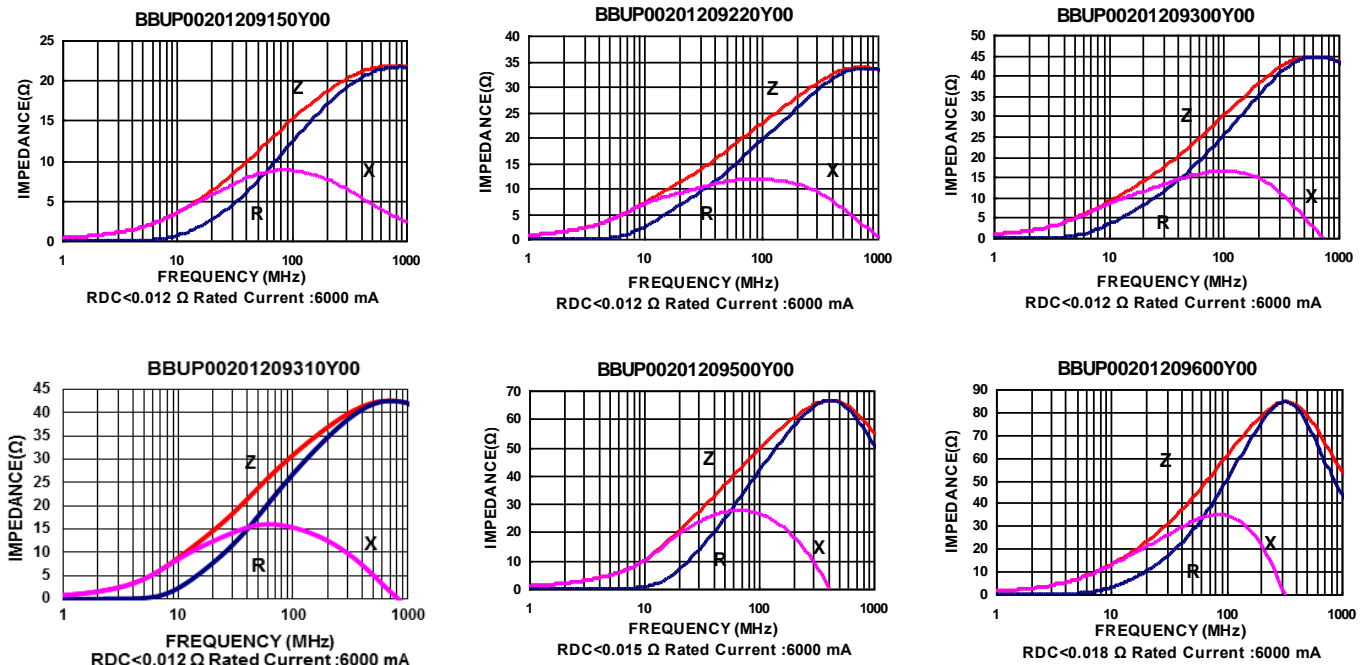 BBUP00201209150Y00
IMPEDANCE(Ω)
25
20
15
10
5
0
Z
X
R
1
10
100
1000
FREQUENCY (MHz)
RDC<0.012 Ω Rated Current :6000 mA
BBUP00201209220Y00
IMPEDANCE(Ω)
40
35
30
25
20
15
10
5
0
Z
X
R
1
10
100
1000
FREQUENCY (MHz)
RDC<0.012 Ω Rated Current :6000 mA
BBUP00201209300Y00
IMPEDANCE(Ω)
50
45
40
35
30
25
20
15
10
5
0
Z
X
R
1
10
100
1000
FREQUENCY (MHz)
RDC<0.012 Ω Rated Current :6000 mA
BBUP00201209310Y00
IMPEDANCE(Ω)
45
40
35
30
25
20
15
10
5
0
Z
X
R
1
10
100
1000
FREQUENCY (MHz)
RDC<0.012 Ω Rated Current :6000 mA
BBUP00201209500Y00
IMPEDANCE(Ω)
70
60
50
40
30
20
10
0
Z
X
R
1
10
100
1000
FREQUENCY (MHz)
RDC<0.015 Ω Rated Current :6000 mA
BBUP00201209600Y00
IMPEDANCE(Ω)
90
80
70
60
50
40
30
20
10
0
Z
X
R
1
10
100
1000
FREQUENCY (MHz)
RDC<0.018 Ω Rated Current :6000 mA